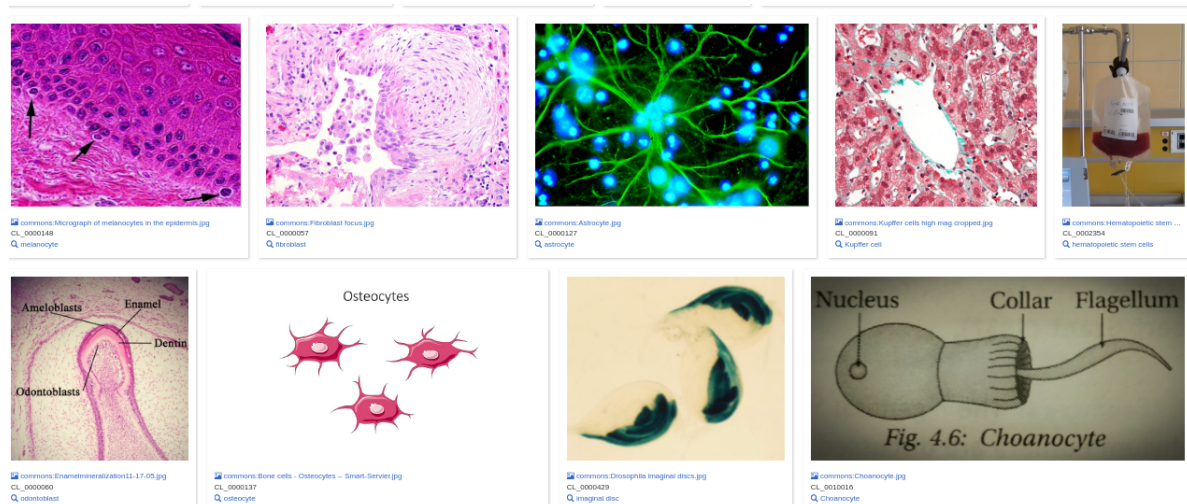 commons:Micrograph of melanocytes in the epidermis.jpg
CL_0000148
melanocyte
commons:Fibroblast focus.jpg
CL_0000057
fibroblast
commons:Astrocyte.jpg
CL_0000127
astrocyte
commons:Kupffer cells high mag cropped.jpg
CL_0000091
Kupffer cell
commons:Hematopoietic stem ...
CL_0002354
hematopoietic stem cells
Ameloblasts
Enamel
Dentin
Odontoblasts
commons:Enamelmineralization11-17-05.jpg
CL_0000060
odontoblast
Osteocytes
commons:Bone cells - Osteocytes -- Smart-Servier.jpg
CL_0000137
osteocyte
commons:Drosophila imaginal discs.jpg
CL_0000429
imaginal disc
Nucleus Collar Flagellum
Fig. 4.6: Choanocyte
commons:Choanocyte.jpg
CL_0010016
Choanocyte